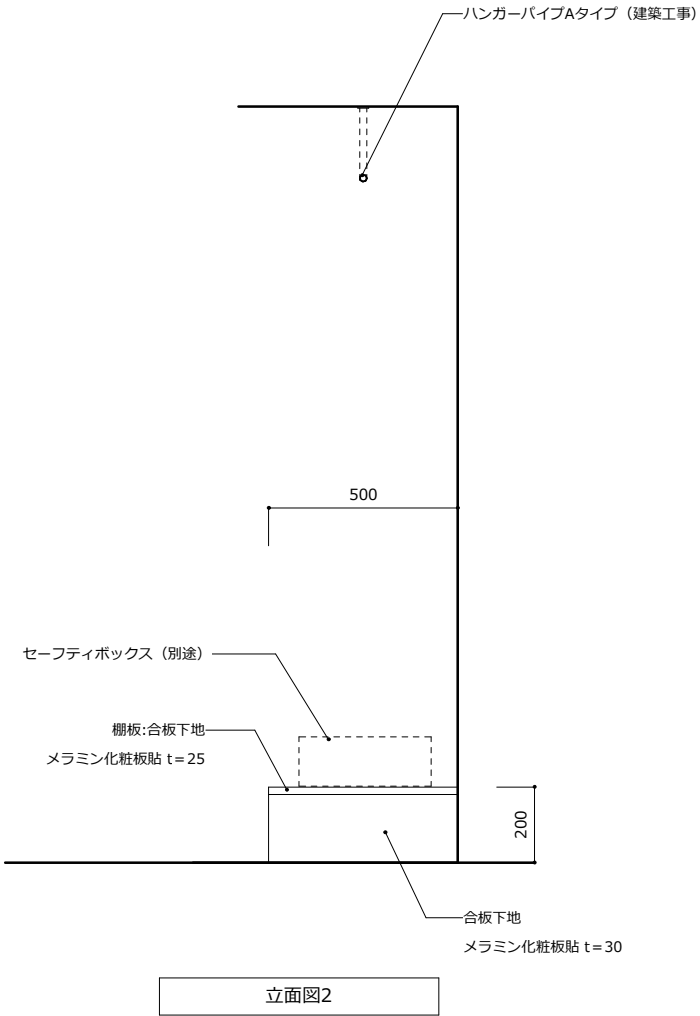 ハンガーパイプAタイプ（建築工事）
500
セーフティボックス（別途）
棚板:合板下地
メラミン化粧板貼 t=25
200
合板下地
メラミン化粧板貼 t=30
立面図2